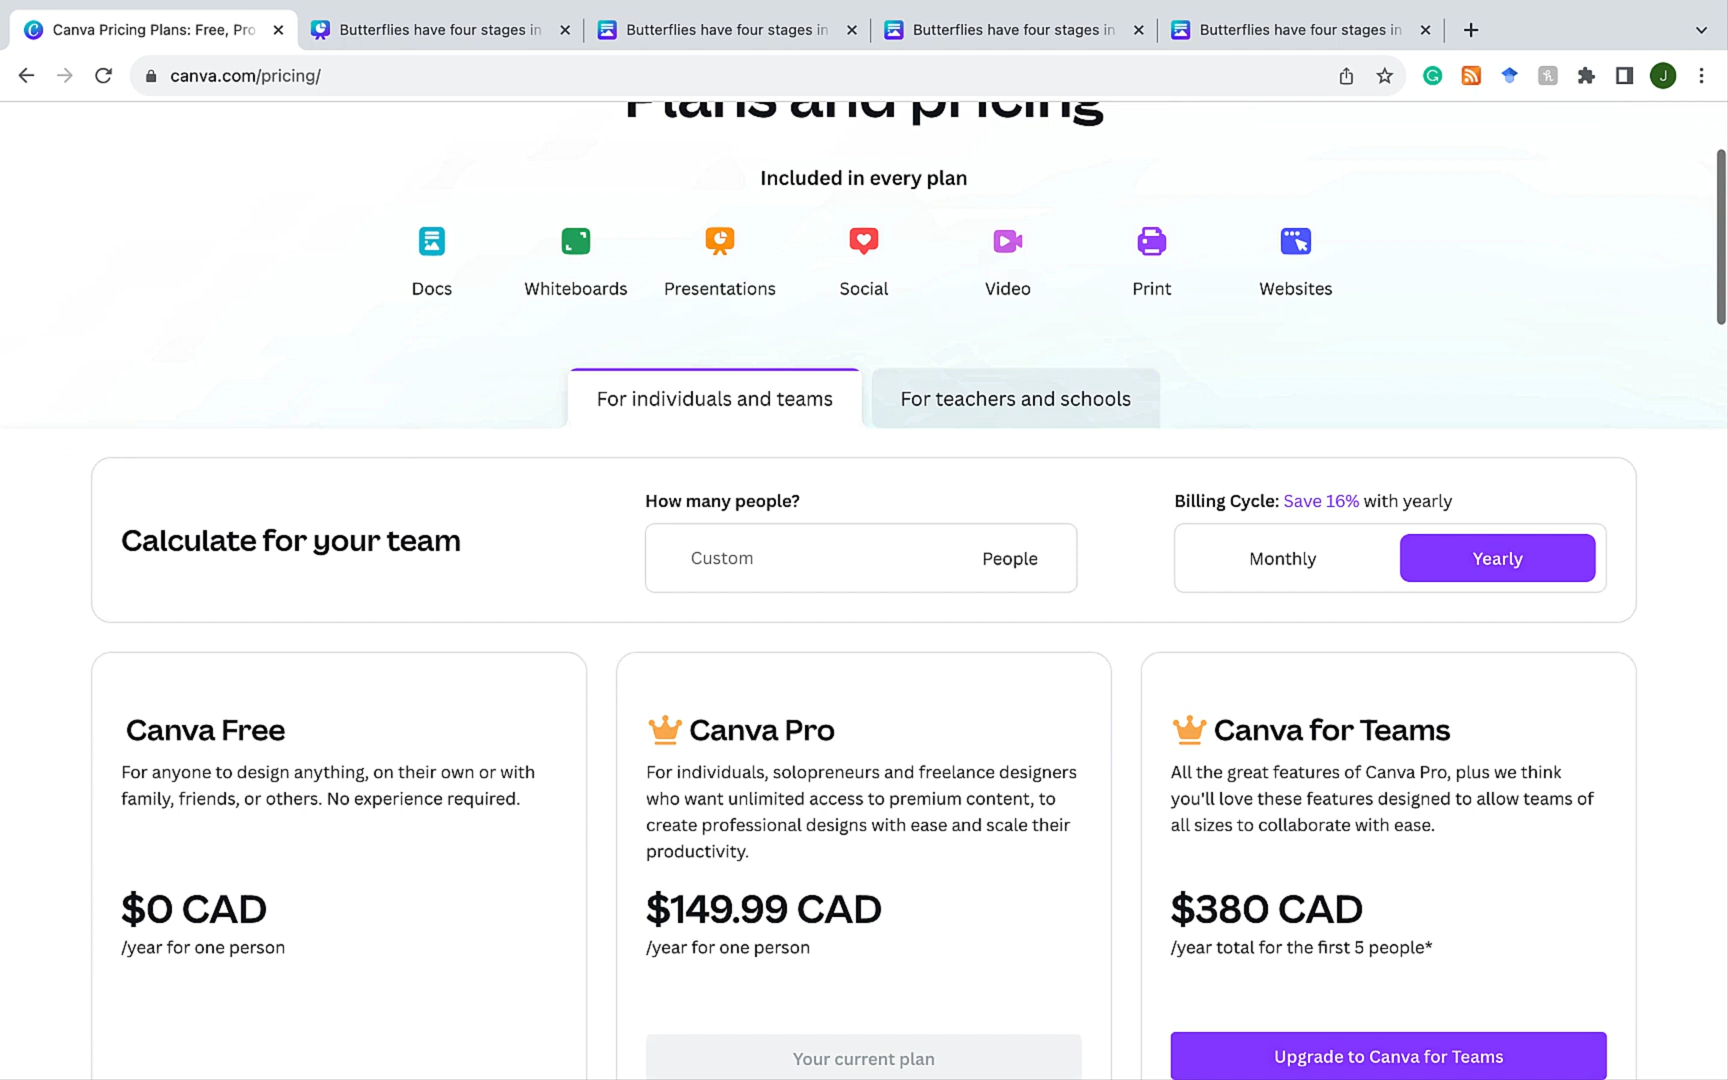 Canva Pricing Plans: Free, Pro
Butterflies have four stages in
Butterflies have four stages in
Butterflies have four stages in
Butterflies have four stages in
canva.com/pricing/
J
Plans and pricing
Included in every plan
Docs
Whiteboards
Presentations
Social
Video
Print
Websites
For individuals and teams
For teachers and schools
Calculate for your team
How many people?
Custom
People
Billing Cycle: Save 16% with yearly
Monthly
Yearly
Canva Free
For anyone to design anything, on their own or with
family, friends, or others. No experience required.
$0 CAD
/year for one person
Canva Pro
For individuals, solopreneurs and freelance designers
who want unlimited access to premium content, to
create professional designs with ease and scale their
productivity.
$149.99 CAD
/year for one person
Your current plan
Canva for Teams
All the great features of Canva Pro, plus we think
you'll love these features designed to allow teams of
all sizes to collaborate with ease.
$380 CAD
/year total for the first 5 people*
Upgrade to Canva for Teams